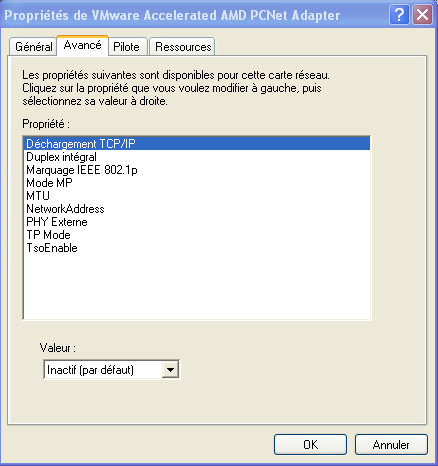 Propriétés de VMware Accelerated AMD PCNet Adapter
Général Avancé Pilote Ressources
Les propriétés suivantes sont disponibles pour cette carte réseau.
Cliquez sur la propriété que vous voulez modifier à gauche, puis
sélectionnez sa valeur à droite.
Propriété :
Déchargement TCP/IP
Duplex intégral
Marquage IEEE 802.1p
Mode MP
MTU
NetworkAddress
PHY Externe
TP Mode
TsoEnable
Valeur :
Inactif (par défaut)
OK Annuler